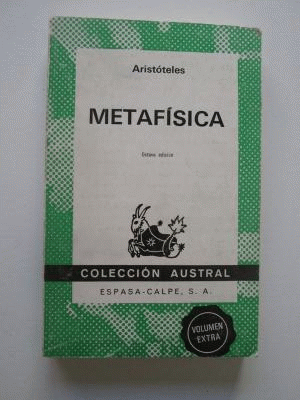 Aristóteles
METAFÍSICA
Octava edición
COLECCIÓN AUSTRAL
ESPASA-CALPE, S. A.
VOLUMEN
EXTRA